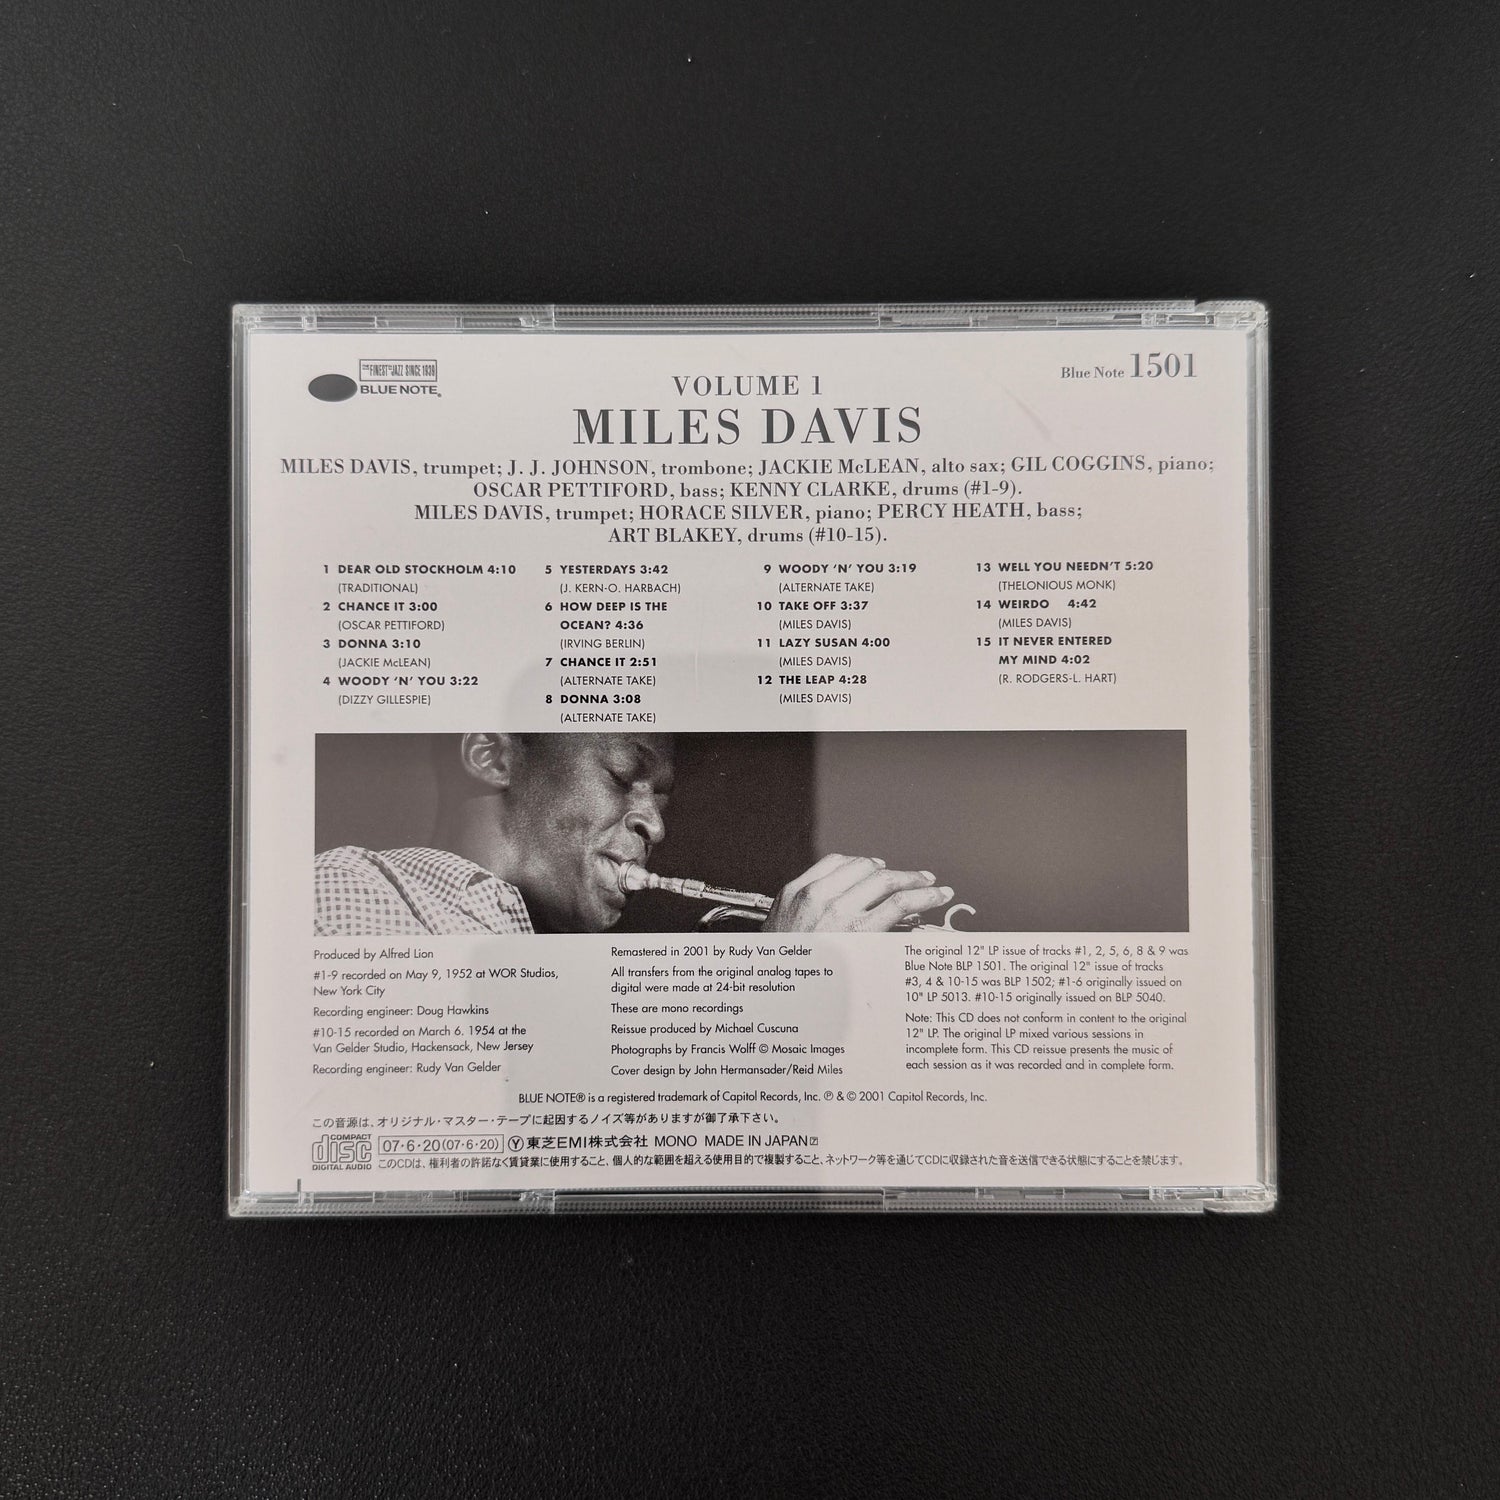 THE FINEST IN JAZZ SINCE 1939
BLUE NOTE®
Blue Note 1501
VOLUME 1
MILES DAVIS
MILES DAVIS, trumpet; J. J. JOHNSON, trombone; JACKIE McLEAN, alto sax; GIL COGGINS, piano;
OSCAR PETTIFORD, bass; KENNY CLARKE, drums (#1-9).
MILES DAVIS, trumpet; HORACE SILVER, piano; PERCY HEATH, bass;
ART BLAKEY, drums (#10-15).
1 DEAR OLD STOCKHOLM 4:10
(TRADITIONAL)
2 CHANCE IT 3:00
(OSCAR PETTIFORD)
3 DONNA 3:10
(JACKIE McLEAN)
4 WOODY ‘N’ YOU 3:22
(DIZZY GILLESPIE)
5 YESTERDAYS 3:42
(J. KERN-O. HARBACH)
6 HOW DEEP IS THE
OCEAN? 4:36
(IRVING BERLIN)
7 CHANCE IT 2:51
(ALTERNATE TAKE)
8 DONNA 3:08
(ALTERNATE TAKE)
9 WOODY ‘N’ YOU 3:19
(ALTERNATE TAKE)
10 TAKE OFF 3:37
(MILES DAVIS)
11 LAZY SUSAN 4:00
(MILES DAVIS)
12 THE LEAP 4:28
(MILES DAVIS)
13 WELL YOU NEEDN’T 5:20
(THELONIOUS MONK)
14 WEIRDO 4:42
(MILES DAVIS)
15 IT NEVER ENTERED
MY MIND 4:02
(R. RODGERS-L. HART)
Produced by Alfred Lion
#1-9 recorded on May 9, 1952 at WOR Studios,
New York City
Recording engineer: Doug Hawkins
#10-15 recorded on March 6. 1954 at the
Van Gelder Studio, Hackensack, New Jersey
Recording engineer: Rudy Van Gelder
Remastered in 2001 by Rudy Van Gelder
All transfers from the original analog tapes to
digital were made at 24-bit resolution
These are mono recordings
Reissue produced by Michael Cuscuna
Photographs by Francis Wolff © Mosaic Images
Cover design by John Hermansader/Reid Miles
The original 12" LP issue of tracks #1, 2, 5, 6, 8 & 9 was
Blue Note BLP 1501. The original 12" issue of tracks
#3, 4 & 10-15 was BLP 1502; #1-6 originally issued on
10" LP 5013. #10-15 originally issued on BLP 5040.
Note: This CD does not conform in content to the original
12" LP. The original LP mixed various sessions in
incomplete form. This CD reissue presents the music of
each session as it was recorded and in complete form.
BLUE NOTE® is a registered trademark of Capitol Records, Inc. ℗ & © 2001 Capitol Records, Inc.
この音源は、オリジナル・マスター・テープに起因するノイズ等がありますが御了承下さい。
COMPACT disc DIGITAL AUDIO
07・6・20(07・6・20) Ⓨ東芝EMI株式会社 MONO MADE IN JAPAN
このCDは、権利者の許諾なく賃貸業に使用すること、個人的な範囲を超える使用目的で複製すること、ネットワーク等を通じてCDに収録された音を送信できる状態にすることを禁じます。